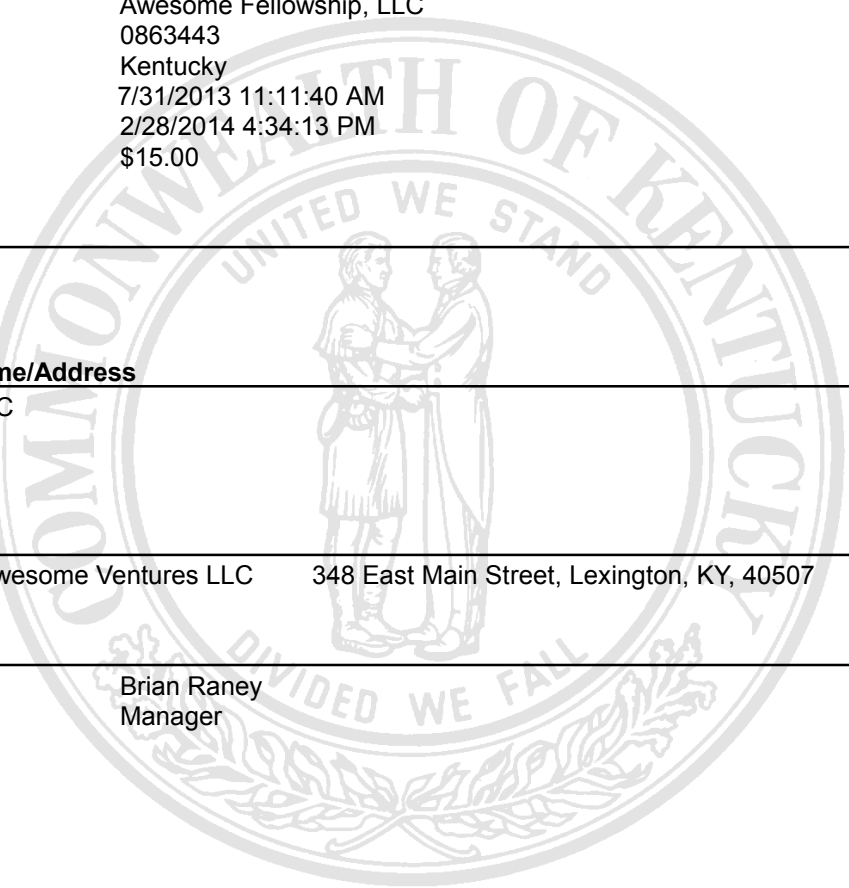 Awesome Fellowship, LLC
0863443
Kentucky
7/31/2013 11:11:40 AM
2/28/2014 4:34:13 PM
$15.00
COMMONWEALTH OF KENTUCKY
UNITED WE STAND
me/Address
C
wesome Ventures LLC 348 East Main Street, Lexington, KY, 40507
DIVIDED WE FALL
Brian Raney
Manager